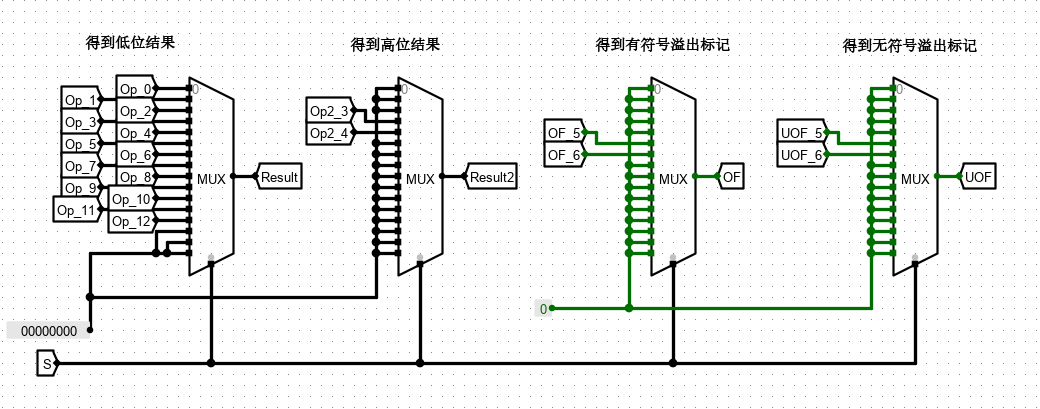 得到低位结果 得到高位结果 得到有符号溢出标记 得到无符号溢出标记
Op_0 0 0 0 0
Op_1
Op_2 Op2_3
Op_3
Op_4 Op2_4 OF_5 UOF_5
Op_5
Op_6 OF_6 UOF_6
Op_7
Op_8 MUX Result MUX Result2 MUX OF MUX UOF
Op_9
Op_10
Op_11
Op_12
0
00000000
S